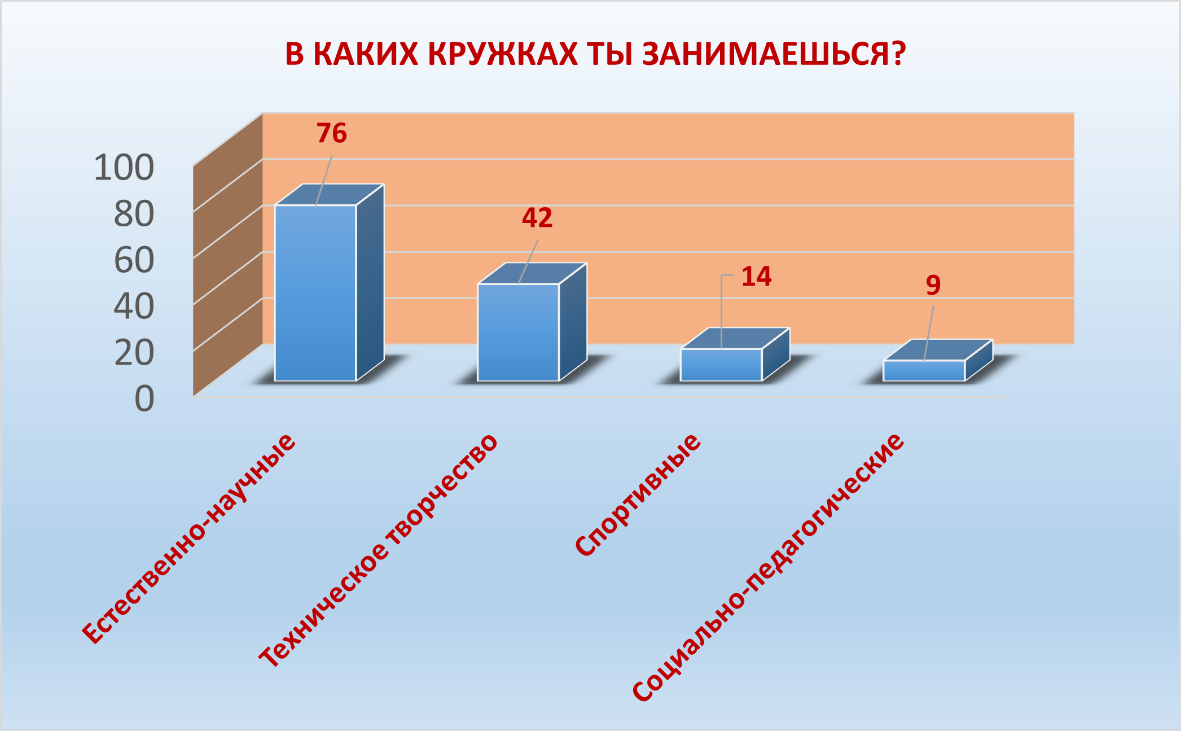 В КАКИХ КРУЖКАХ ТЫ ЗАНИМАЕШЬСЯ?
100
80
60
40
20
0
76
42
14
9
Естественно-научные
Техническое творчество
Спортивные
Социально-педагогические